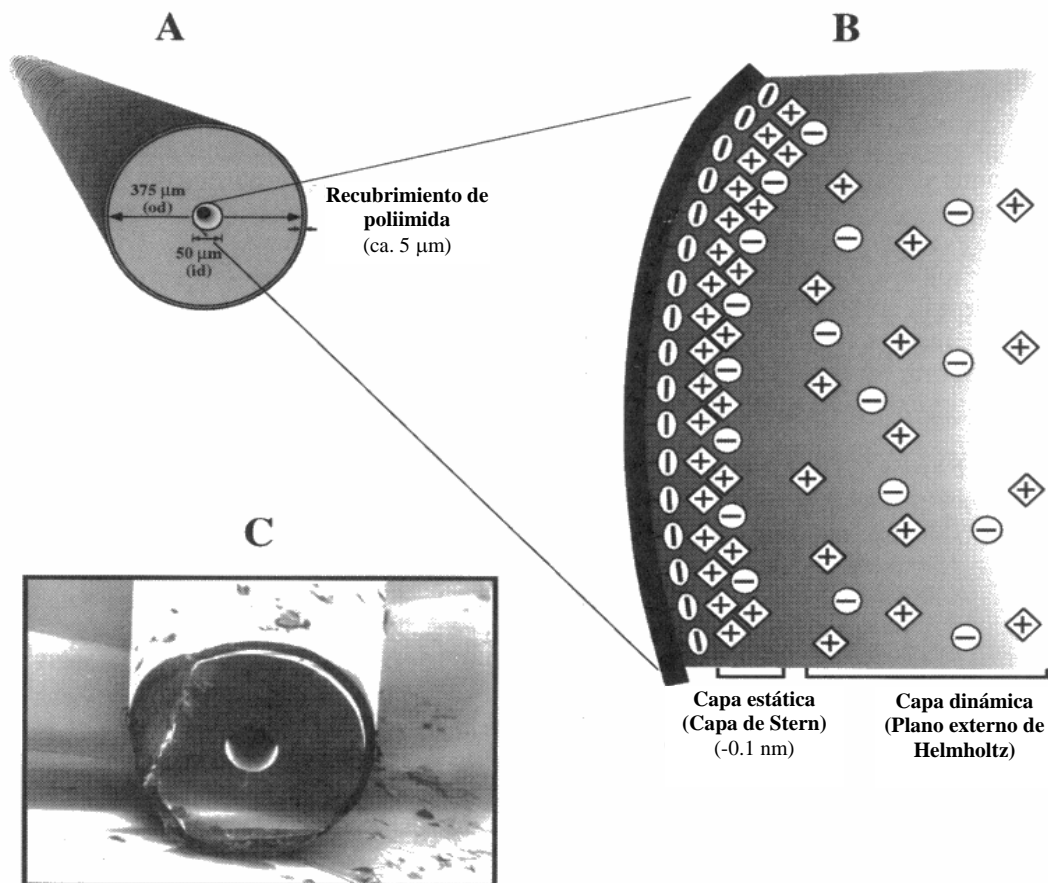 A
B
375 µm
(od)
50 µm
(id)
Recubrimiento de
poliimida
(ca. 5 µm)
C
Capa estática
(Capa de Stern)
(-0.1 nm)
Capa dinámica
(Plano externo de
Helmholtz)